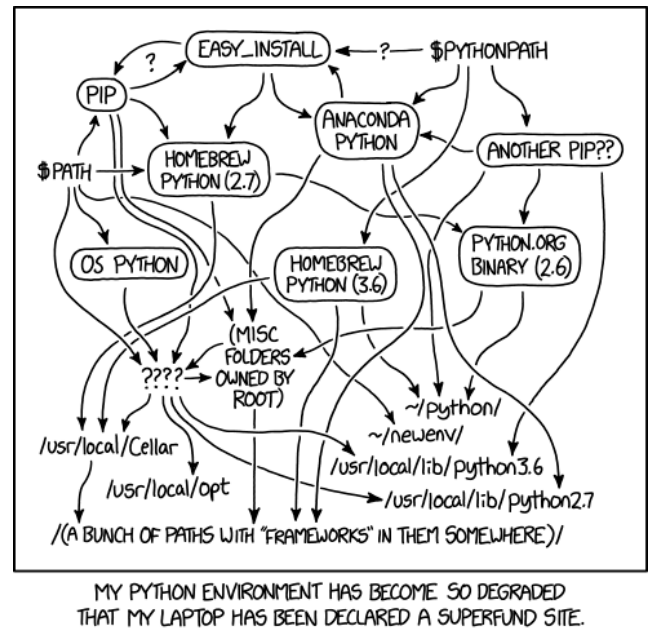 EASY_INSTALL
?
$PYTHONPATH
?
PIP
ANACONDA
PYTHON
ANOTHER PIP??
HOMEBREW
PYTHON (2.7)
$PATH
OS PYTHON
HOMEBREW
PYTHON (3.6)
PYTHON.ORG
BINARY (2.6)
(MISC
FOLDERS
OWNED BY
ROOT)
????
~/python/
~/newenv/
/usr/local/Cellar
/usr/local/lib/python3.6
/usr/local/opt
/usr/local/lib/python2.7
/(A BUNCH OF PATHS WITH "FRAMEWORKS" IN THEM SOMEWHERE)/
MY PYTHON ENVIRONMENT HAS BECOME SO DEGRADED
THAT MY LAPTOP HAS BEEN DECLARED A SUPERFUND SITE.